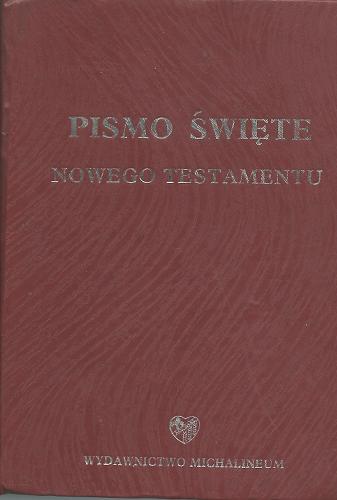 PISMO ŚWIĘTE
NOWEGO TESTAMENTU
WYDAWNICTWO MICHALINEUM